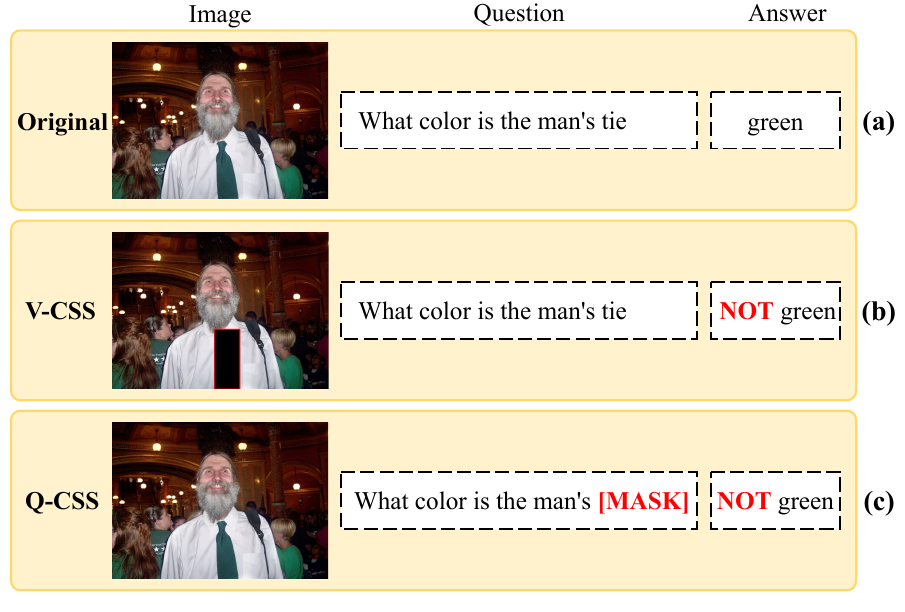 Image Question Answer
Original What color is the man's tie green (a)
V-CSS What color is the man's tie NOT green (b)
Q-CSS What color is the man's [MASK] NOT green (c)